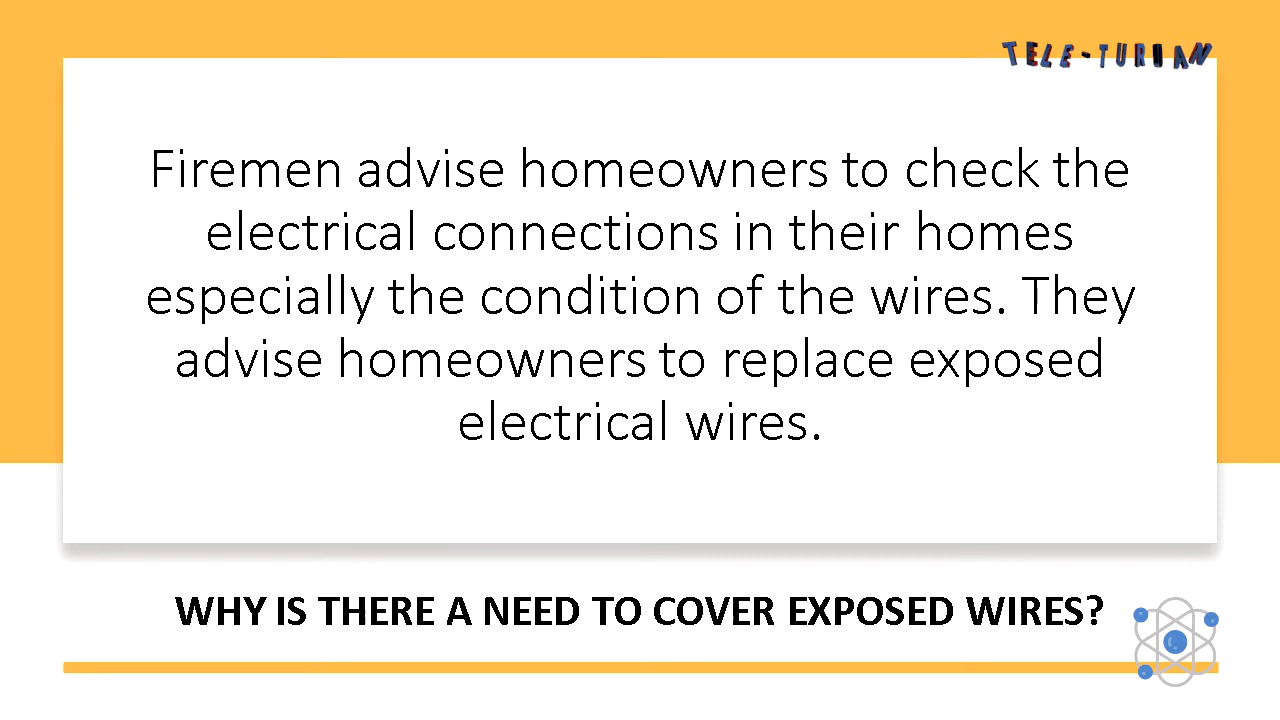 TELE-TURUAN
Firemen advise homeowners to check the
electrical connections in their homes
especially the condition of the wires. They
advise homeowners to replace exposed
electrical wires.
WHY IS THERE A NEED TO COVER EXPOSED WIRES?